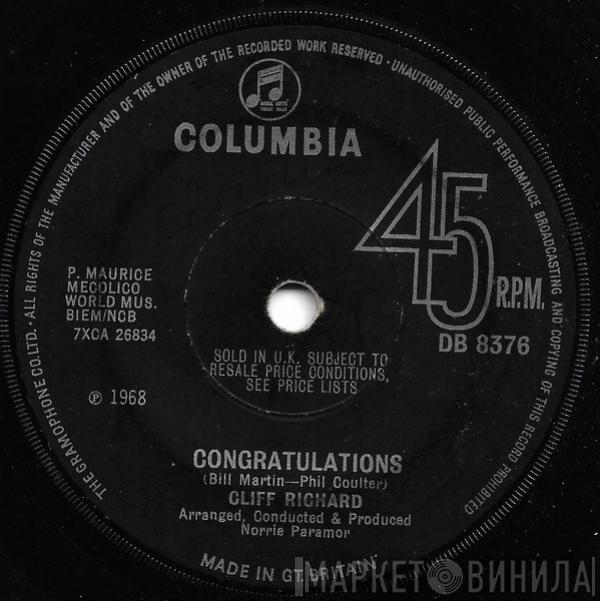 THE GRAMOPHONE CO. LTD. · ALL RIGHTS OF THE MANUFACTURER AND OF THE OWNER OF THE RECORDED WORK RESERVED · UNAUTHORISED PUBLIC PERFORMANCE BROADCASTING AND COPYING OF THIS RECORD PROHIBITED
COLUMBIA
45
R.P.M.
DB 8376
P. MAURICE
MECOLICO
WORLD MUS.
BIEM/NCB
7XCA 26834
SOLD IN U.K. SUBJECT TO
RESALE PRICE CONDITIONS,
SEE PRICE LISTS
℗ 1968
CONGRATULATIONS
(Bill Martin—Phil Coulter)
CLIFF RICHARD
Arranged, Conducted & Produced
Norrie Paramor
MADE IN GT. BRITAIN
МАРКЕТ ВИНИЛА